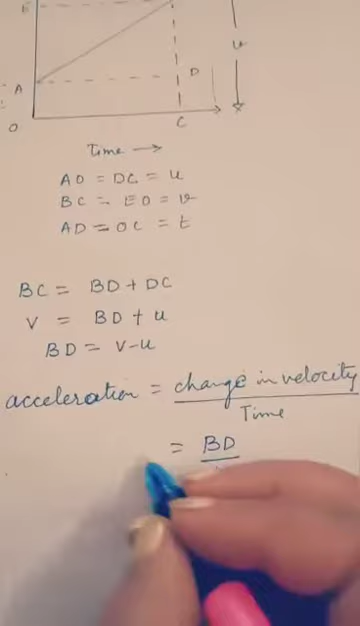 E
A
D
u
O
C
Time →
AO = DC = u
BC = EO = v
AD = OC = t
BC = BD + DC
V = BD + u
BD = V-u
acceleration = change in velocity
Time
= BD